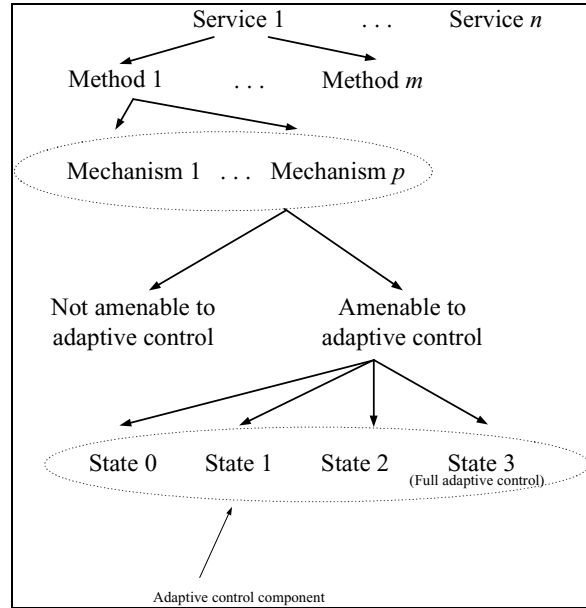 Service 1 . . . Service n
Method 1 . . . Method m
Mechanism 1 . . . Mechanism p
Not amenable to
adaptive control
Amenable to
adaptive control
State 0 State 1 State 2 State 3
(Full adaptive control)
Adaptive control component